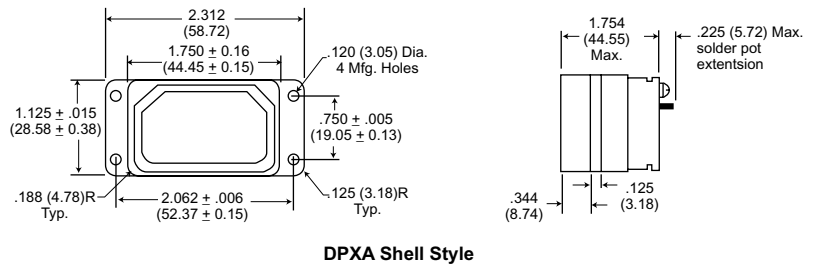 2.312
(58.72)
1.750 ± 0.16
(44.45 ± 0.15)
.120 (3.05) Dia.
4 Mfg. Holes
1.125 ± .015
(28.58 ± 0.38)
.750 ± .005
(19.05 ± 0.13)
.188 (4.78)R
Typ.
2.062 ± .006
(52.37 ± 0.15)
.125 (3.18)R
Typ.
1.754
(44.55)
Max.
.225 (5.72) Max.
solder pot
extentsion
.344
(8.74)
.125
(3.18)
DPXA Shell Style